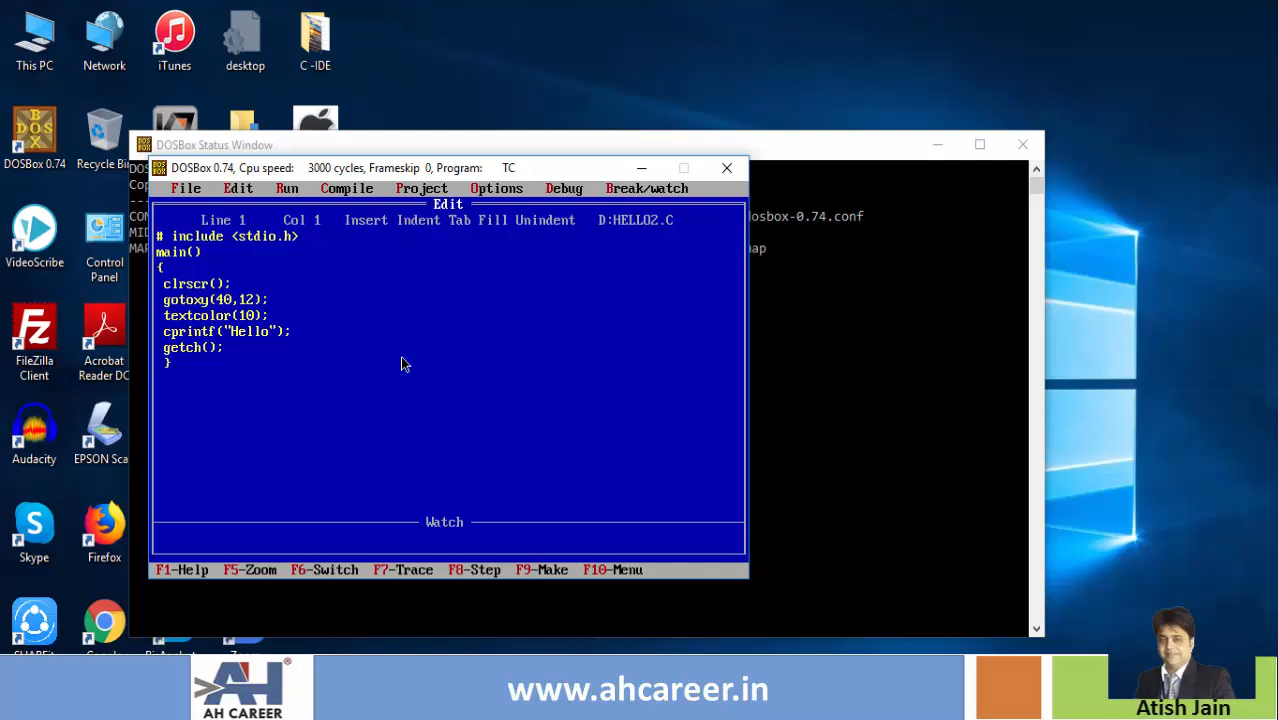 This PC
Network
iTunes
desktop
C -IDE
DOSBox 0.74
Recycle Bin
VideoScribe
Control
Panel
FileZilla
Client
Acrobat
Reader DC
Audacity
EPSON Sca
Skype
Firefox
DOSBox Status Window
osbox-0.74.conf
ap
DOSBox 0.74, Cpu speed: 3000 cycles, Frameskip 0, Program: TC
File Edit Run Compile Project Options Debug Break/watch
Edit
Line 1 Col 1 Insert Indent Tab Fill Unindent D:HELLO2.C
# include <stdio.h>
main()
{
clrscr();
gotoxy(40,12);
textcolor(10);
cprintf("Hello");
getch();
}
Watch
F1-Help F5-Zoom F6-Switch F7-Trace F8-Step F9-Make F10-Menu
AH
®
AH CAREER
www.ahcareer.in
Atish Jain